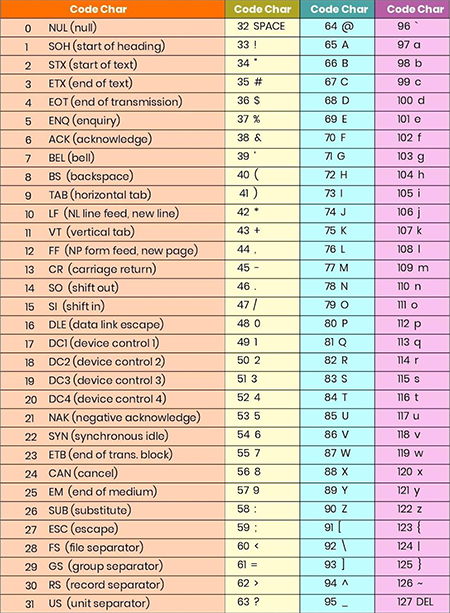 Code Char Code Char Code Char Code Char
0 NUL (null) 32 SPACE 64 @ 96 `
1 SOH (start of heading) 33 ! 65 A 97 a
2 STX (start of text) 34 " 66 B 98 b
3 ETX (end of text) 35 # 67 C 99 c
4 EOT (end of transmission) 36 $ 68 D 100 d
5 ENQ (enquiry) 37 % 69 E 101 e
6 ACK (acknowledge) 38 & 70 F 102 f
7 BEL (bell) 39 ' 71 G 103 g
8 BS (backspace) 40 ( 72 H 104 h
9 TAB (horizontal tab) 41 ) 73 I 105 i
10 LF (NL line feed, new line) 42 * 74 J 106 j
11 VT (vertical tab) 43 + 75 K 107 k
12 FF (NP form feed, new page) 44 , 76 L 108 l
13 CR (carriage return) 45 - 77 M 109 m
14 SO (shift out) 46 . 78 N 110 n
15 SI (shift in) 47 / 79 O 111 o
16 DLE (data link escape) 48 0 80 P 112 p
17 DC1 (device control 1) 49 1 81 Q 113 q
18 DC2 (device control 2) 50 2 82 R 114 r
19 DC3 (device control 3) 51 3 83 S 115 s
20 DC4 (device control 4) 52 4 84 T 116 t
21 NAK (negative acknowledge) 53 5 85 U 117 u
22 SYN (synchronous idle) 54 6 86 V 118 v
23 ETB (end of trans. block) 55 7 87 W 119 w
24 CAN (cancel) 56 8 88 X 120 x
25 EM (end of medium) 57 9 89 Y 121 y
26 SUB (substitute) 58 : 90 Z 122 z
27 ESC (escape) 59 ; 91 [ 123 {
28 FS (file separator) 60 < 92 \ 124 |
29 GS (group separator) 61 = 93 ] 125 }
30 RS (record separator) 62 > 94 ^ 126 ~
31 US (unit separator) 63 ? 95 _ 127 DEL